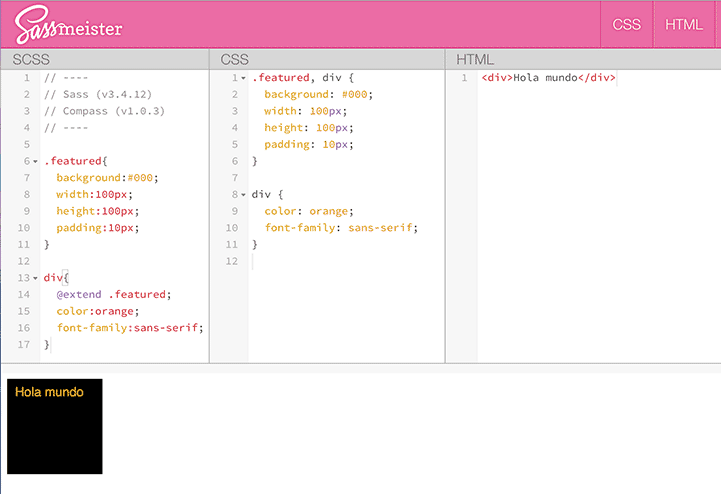 Sassmeister
CSS
HTML
SCSS
1 // ----
2 // Sass (v3.4.12)
3 // Compass (v1.0.3)
4 // ----
5
6 .featured{
7 background:#000;
8 width:100px;
9 height:100px;
10 padding:10px;
11 }
12
13 div{
14 @extend .featured;
15 color:orange;
16 font-family:sans-serif;
17 }
CSS
1 .featured, div {
2 background: #000;
3 width: 100px;
4 height: 100px;
5 padding: 10px;
6 }
7
8 div {
9 color: orange;
10 font-family: sans-serif;
11 }
12
HTML
1 <div>Hola mundo</div>
Hola mundo